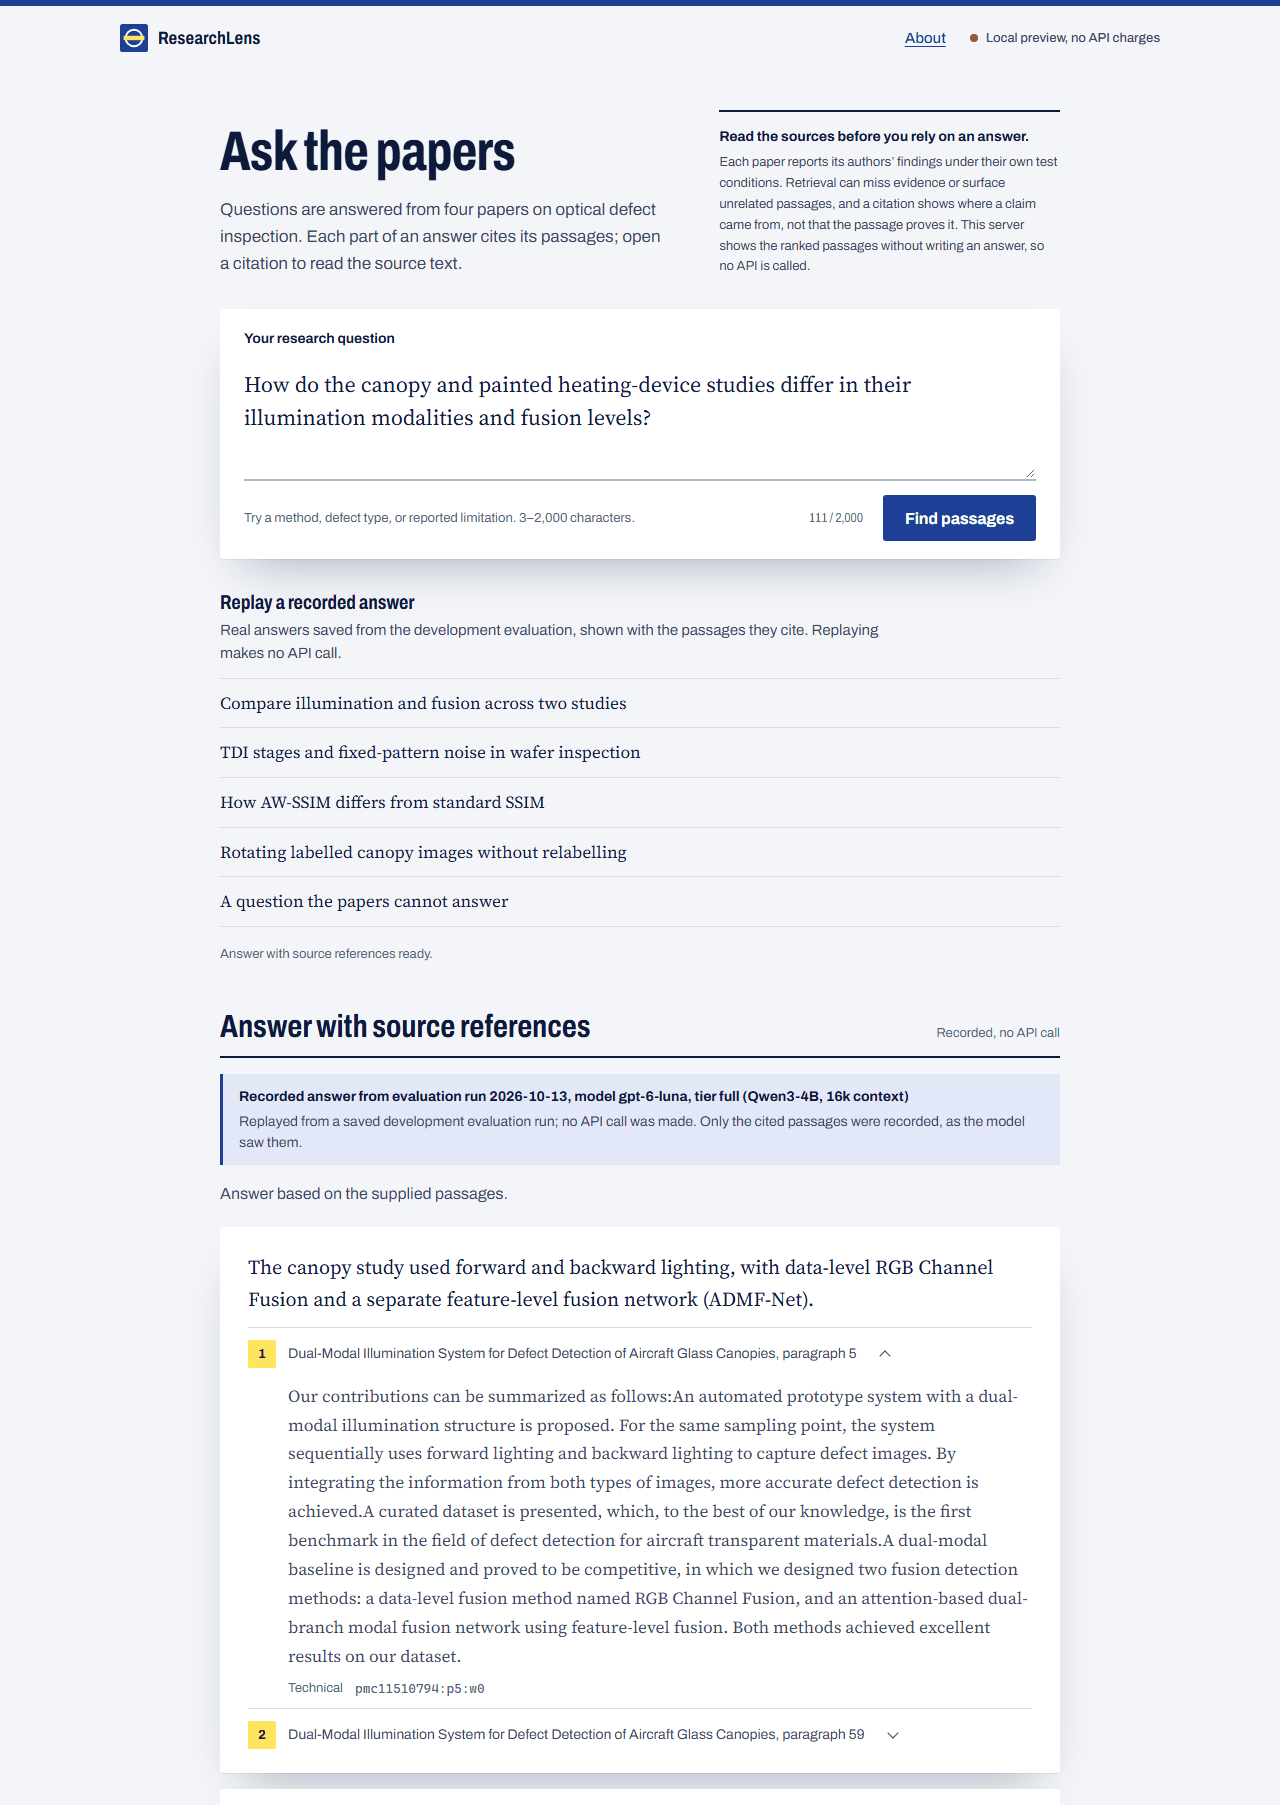 ResearchLens
About
Local preview, no API charges
Ask the papers
Questions are answered from four papers on optical defect
inspection. Each part of an answer cites its passages; open
a citation to read the source text.
Read the sources before you rely on an answer.
Each paper reports its authors’ findings under their own test
conditions. Retrieval can miss evidence or surface
unrelated passages, and a citation shows where a claim
came from, not that the passage proves it. This server
shows the ranked passages without writing an answer, so
no API is called.
Your research question
How do the canopy and painted heating-device studies differ in their
illumination modalities and fusion levels?
Try a method, defect type, or reported limitation. 3–2,000 characters.
111 / 2,000
Find passages
Replay a recorded answer
Real answers saved from the development evaluation, shown with the passages they cite. Replaying
makes no API call.
Compare illumination and fusion across two studies
TDI stages and fixed-pattern noise in wafer inspection
How AW-SSIM differs from standard SSIM
Rotating labelled canopy images without relabelling
A question the papers cannot answer
Answer with source references ready.
Answer with source references
Recorded, no API call
Recorded answer from evaluation run 2026-10-13, model gpt-6-luna, tier full (Qwen3-4B, 16k context)
Replayed from a saved development evaluation run; no API call was made. Only the cited passages were recorded, as the model
saw them.
Answer based on the supplied passages.
The canopy study used forward and backward lighting, with data-level RGB Channel
Fusion and a separate feature-level fusion network (ADMF-Net).
1 Dual-Modal Illumination System for Defect Detection of Aircraft Glass Canopies, paragraph 5
Our contributions can be summarized as follows:An automated prototype system with a dual-
modal illumination structure is proposed. For the same sampling point, the system
sequentially uses forward lighting and backward lighting to capture defect images. By
integrating the information from both types of images, more accurate defect detection is
achieved.A curated dataset is presented, which, to the best of our knowledge, is the first
benchmark in the field of defect detection for aircraft transparent materials.A dual-modal
baseline is designed and proved to be competitive, in which we designed two fusion detection
methods: a data-level fusion method named RGB Channel Fusion, and an attention-based dual-
branch modal fusion network using feature-level fusion. Both methods achieved excellent
results on our dataset.
Technical pmc11510794:p5:w0
2 Dual-Modal Illumination System for Defect Detection of Aircraft Glass Canopies, paragraph 59